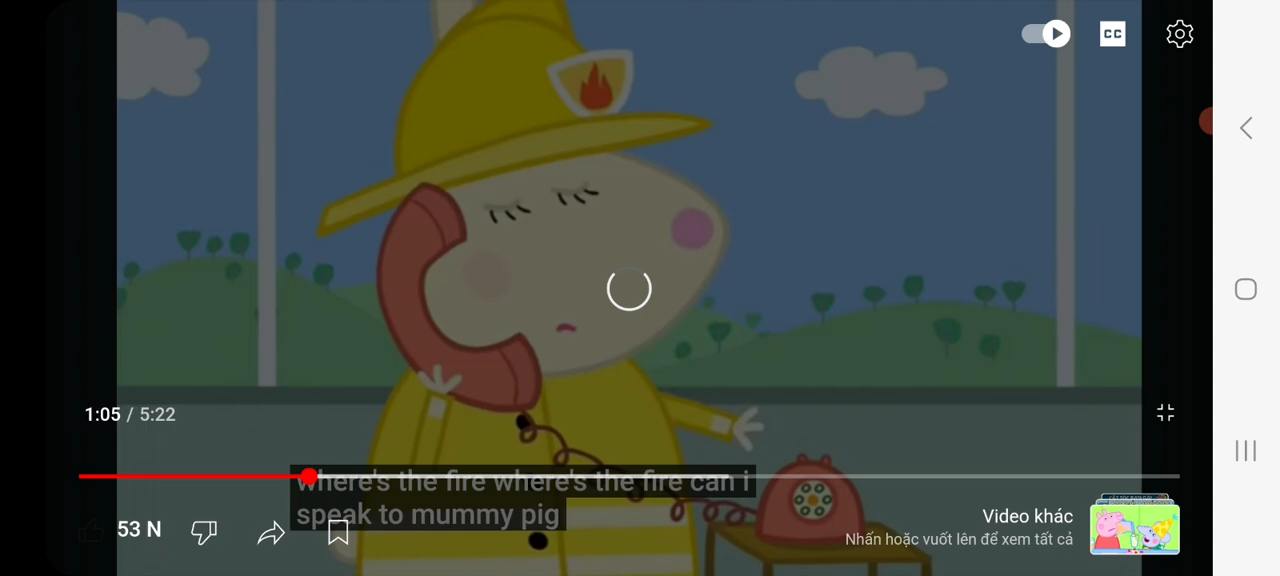 CC
1:05 / 5:22
where's the fire where's the fire can i
speak to mummy pig
53 N
Video khác
Nhấn hoặc vuốt lên để xem tất cả